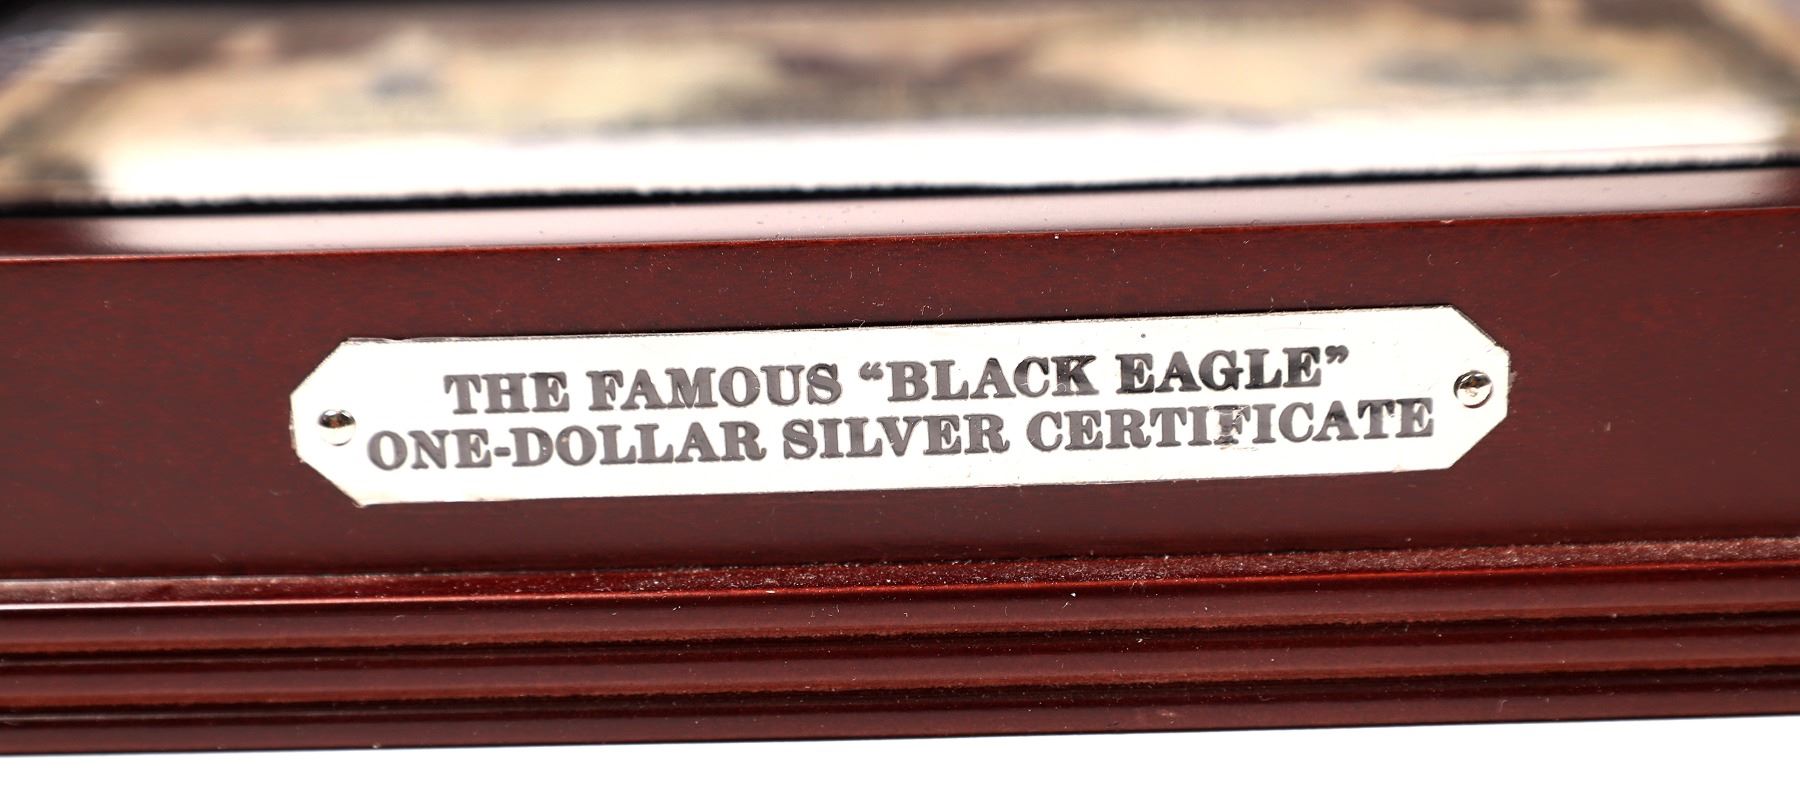 THE FAMOUS “BLACK EAGLE”
ONE-DOLLAR SILVER CERTIFICATE